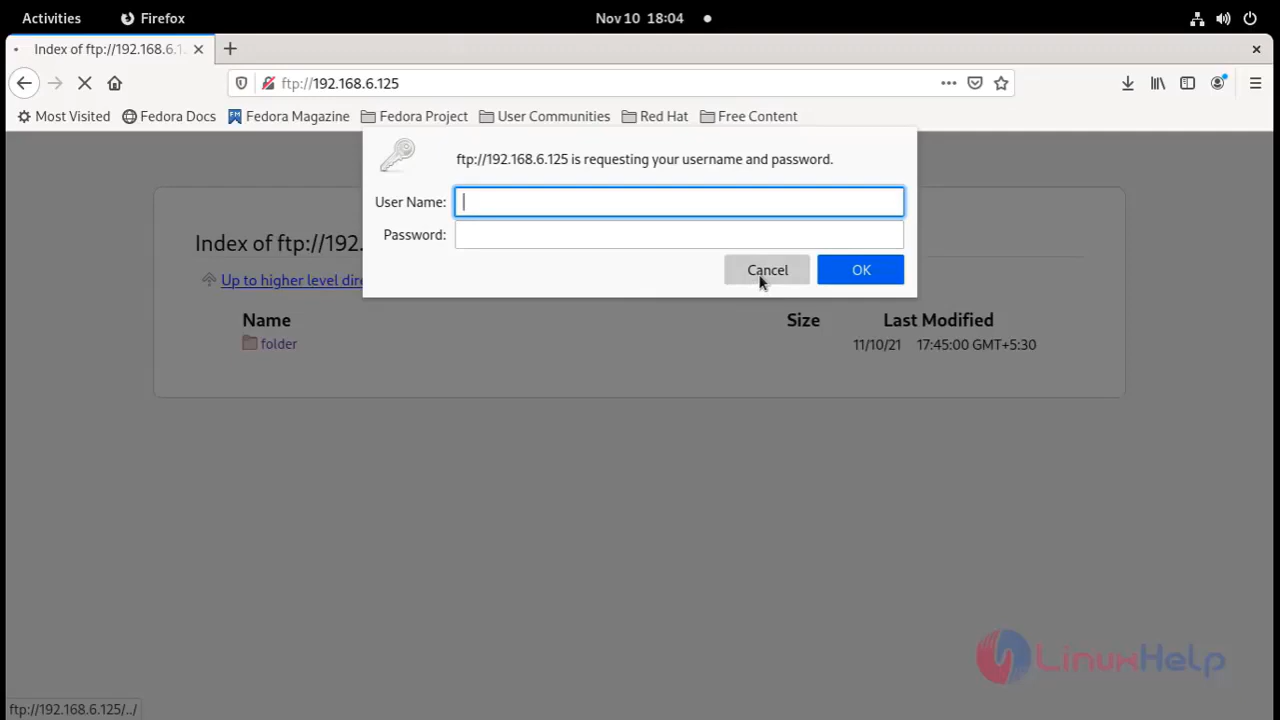 Activities Firefox Nov 10 18:04
Index of ftp://192.168.6.1
ftp://192.168.6.125
Most Visited Fedora Docs Fedora Magazine Fedora Project User Communities Red Hat Free Content
ftp://192.168.6.125 is requesting your username and password.
User Name:
Password:
Cancel OK
Index of ftp://192.
Up to higher level dire
Name Size Last Modified
folder 11/10/21 17:45:00 GMT+5:30
LinuxHelp
ftp://192.168.6.125/../